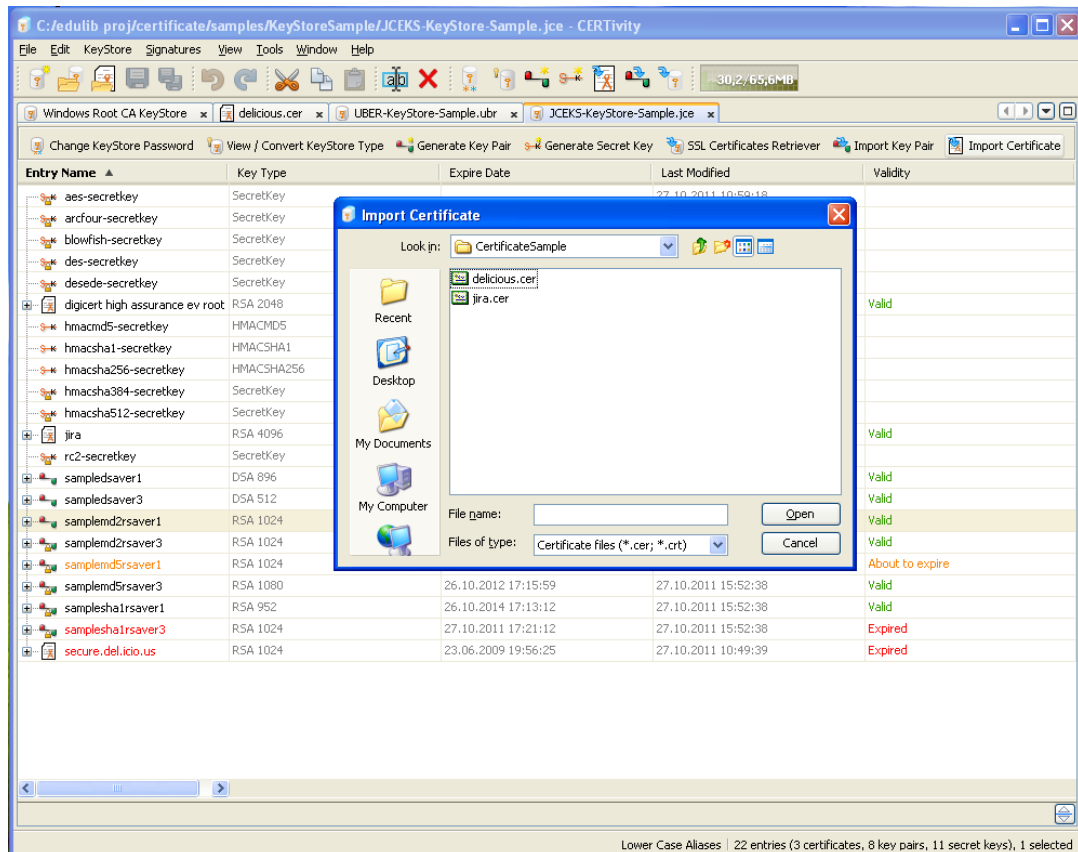 C:/edulib proj/certificate/samples/KeyStoreSample/JCEKS-KeyStore-Sample.jce - CERTivity
File Edit KeyStore Signatures View Tools Window Help
30,2/65,6MB
Windows Root CA KeyStore x delicious.cer x UBER-KeyStore-Sample.ubr x JCEKS-KeyStore-Sample.jce x
Change KeyStore Password View / Convert KeyStore Type Generate Key Pair Generate Secret Key SSL Certificates Retriever Import Key Pair Import Certificate
Entry Name Key Type Expire Date Last Modified Validity
aes-secretkey SecretKey 27.10.2011 10:59:18
arcfour-secretkey SecretKey
blowfish-secretkey SecretKey
des-secretkey SecretKey
desede-secretkey SecretKey
digicert high assurance ev root RSA 2048 Valid
hmacmd5-secretkey HMACMD5
hmacsha1-secretkey HMACSHA1
hmacsha256-secretkey HMACSHA256
hmacsha384-secretkey SecretKey
hmacsha512-secretkey SecretKey
jira RSA 4096 Valid
rc2-secretkey SecretKey
sampledsaver1 DSA 896 Valid
sampledsaver3 DSA 512 Valid
samplemd2rsaver1 RSA 1024 Valid
samplemd2rsaver3 RSA 1024 Valid
samplemd5rsaver1 RSA 1024 About to expire
samplemd5rsaver3 RSA 1080 26.10.2012 17:15:59 27.10.2011 15:52:38 Valid
samplesha1rsaver1 RSA 952 26.10.2014 17:13:12 27.10.2011 15:52:38 Valid
samplesha1rsaver3 RSA 1024 27.10.2011 17:21:12 27.10.2011 15:52:38 Expired
secure.del.icio.us RSA 1024 23.06.2009 19:56:25 27.10.2011 10:49:39 Expired
Import Certificate
Look in: CertificateSample
delicious.cer
jira.cer
Recent
Desktop
My Documents
My Computer
File name: Open
Files of type: Certificate files (*.cer; *.crt) Cancel
Lower Case Aliases 22 entries (3 certificates, 8 key pairs, 11 secret keys), 1 selected